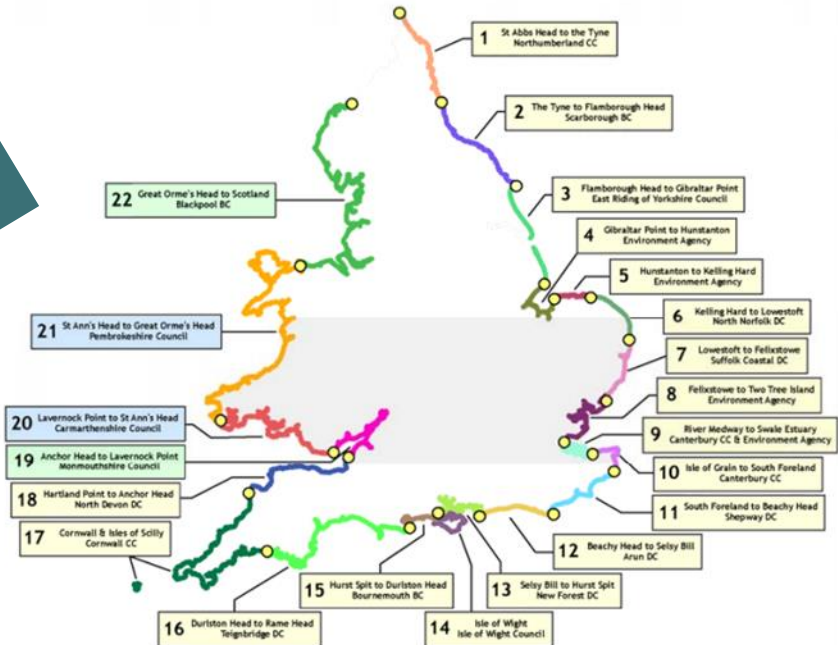 1 St Abbs Head to the Tyne
Northumberland CC
2 The Tyne to Flamborough Head
Scarborough BC
3 Flamborough Head to Gibraltar Point
East Riding of Yorkshire Council
4 Gibraltar Point to Hunstanton
Environment Agency
5 Hunstanton to Kelling Hard
Environment Agency
6 Kelling Hard to Lowestoft
North Norfolk DC
7 Lowestoft to Felixstowe
Suffolk Coastal DC
8 Felixstowe to Two Tree Island
Environment Agency
9 River Medway to Swale Estuary
Canterbury CC & Environment Agency
10 Isle of Grain to South Foreland
Canterbury CC
11 South Foreland to Beachy Head
Shepway DC
12 Beachy Head to Selsy Bill
Arun DC
13 Selsy Bill to Hurst Spit
New Forest DC
14 Isle of Wight
Isle of Wight Council
15 Hurst Spit to Durlston Head
Bournemouth BC
16 Durlston Head to Rame Head
Teignbridge DC
17 Cornwall & Isles of Scilly
Cornwall CC
18 Hartland Point to Anchor Head
North Devon DC
19 Anchor Head to Lavernock Point
Monmouthshire Council
20 Lavernock Point to St Ann's Head
Carmarthenshire Council
21 St Ann's Head to Great Orme's Head
Pembrokeshire Council
22 Great Orme's Head to Scotland
Blackpool BC